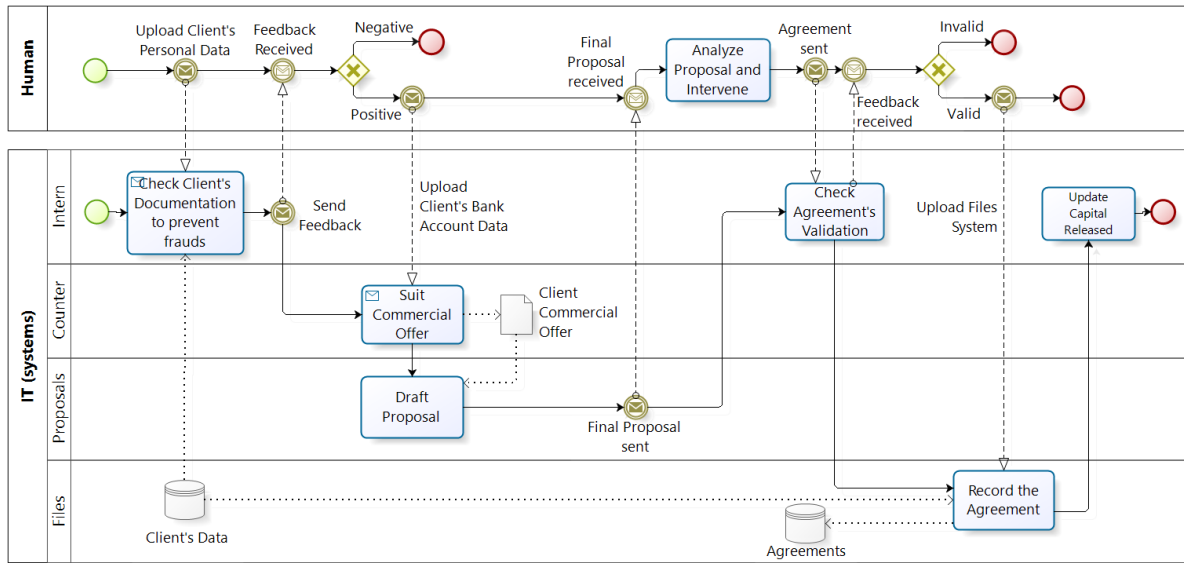 Human
Upload Client's
Personal Data
Feedback
Received
Negative
Positive
Final
Proposal
received
Analyze
Proposal and
Intervene
Agreement
sent
Feedback
received
Invalid
Valid
IT (systems)
Intern
Check Client's
Documentation
to prevent
frauds
Send
Feedback
Upload
Client's Bank
Account Data
Check
Agreement's
Validation
Upload Files
System
Update
Capital
Released
Counter
Suit
Commercial
Offer
Client
Commercial
Offer
Proposals
Draft
Proposal
Final Proposal
sent
Files
Client's Data
Agreements
Record the
Agreement